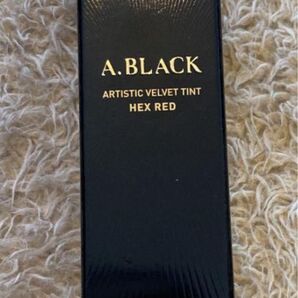 A.BLACK
ARTISTIC VELVET TINT
HEX RED